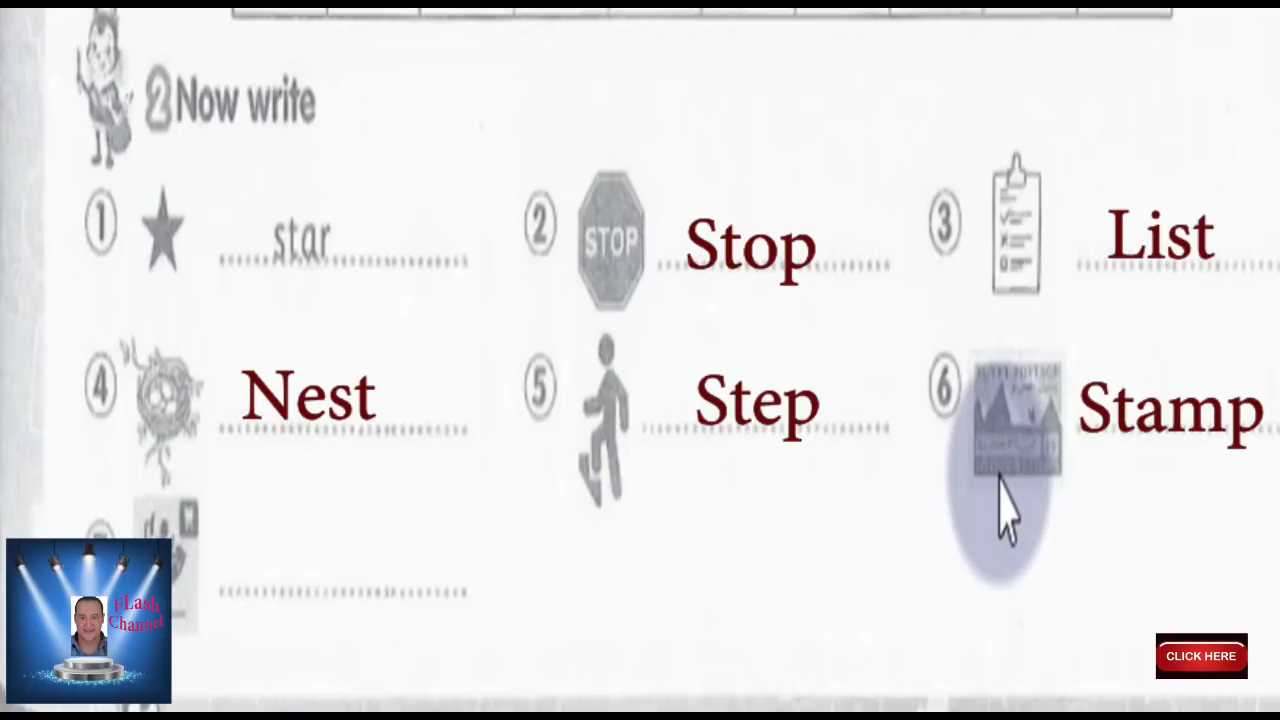 2 Now write
1 star
2 STOP Stop
3 List
4 Nest
5 Step
6 Stamp
FLash
Channel
CLICK HERE